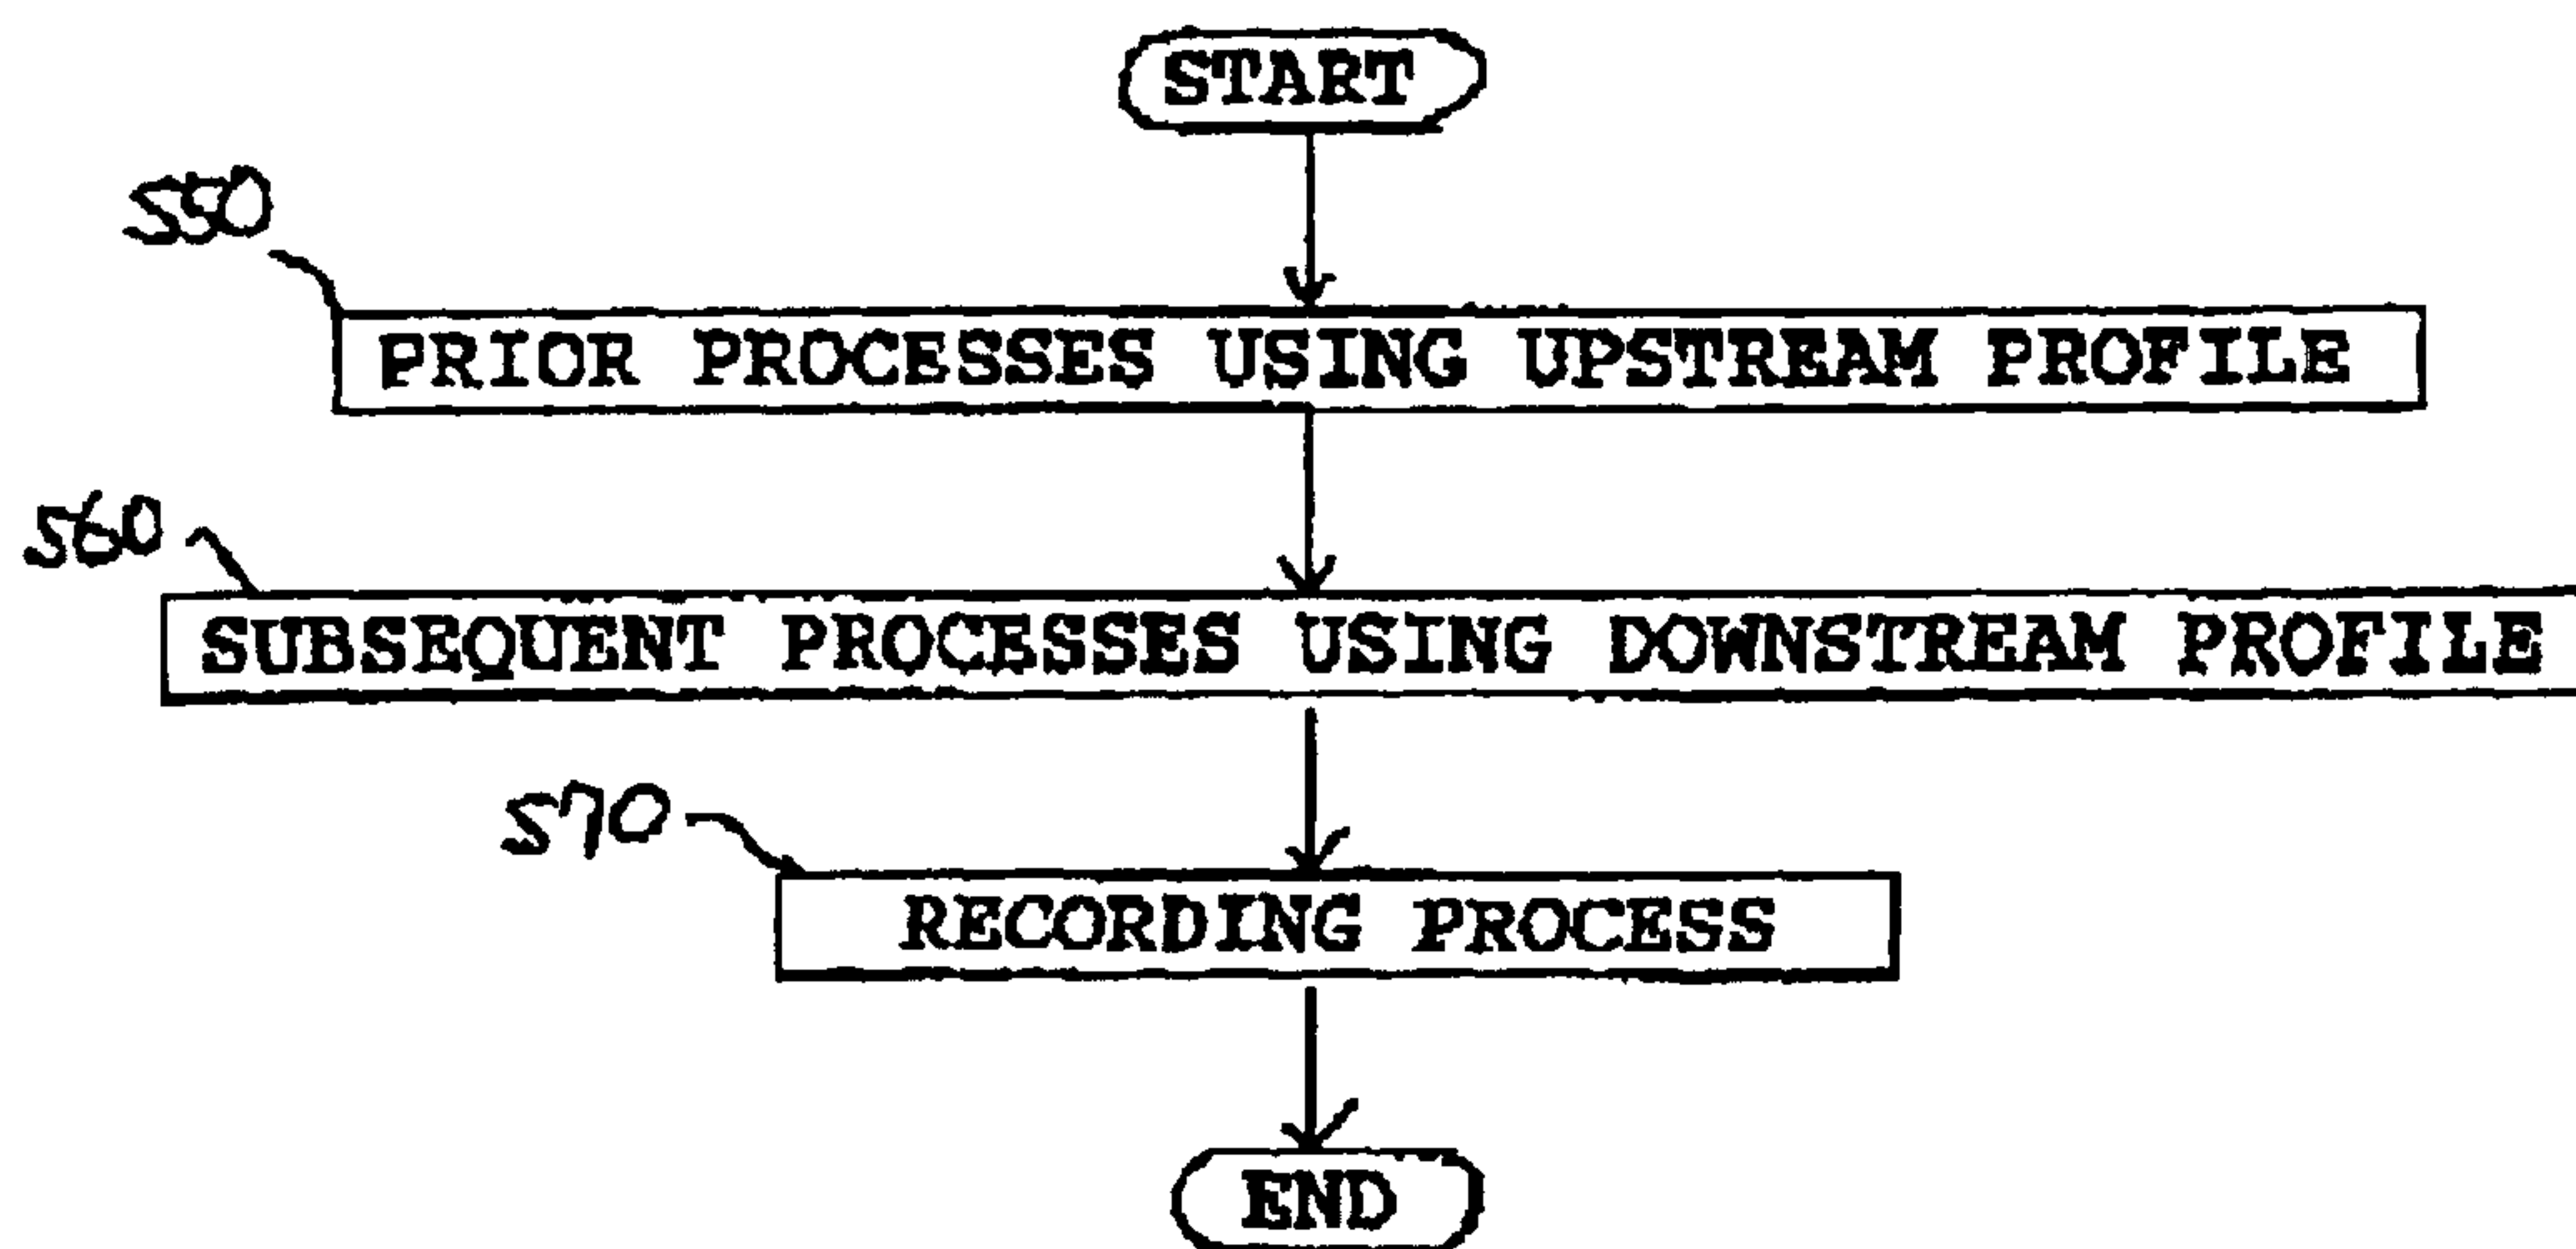 START
S50
PRIOR PROCESSES USING UPSTREAM PROFILE
S60
SUBSEQUENT PROCESSES USING DOWNSTREAM PROFILE
S70
RECORDING PROCESS
END